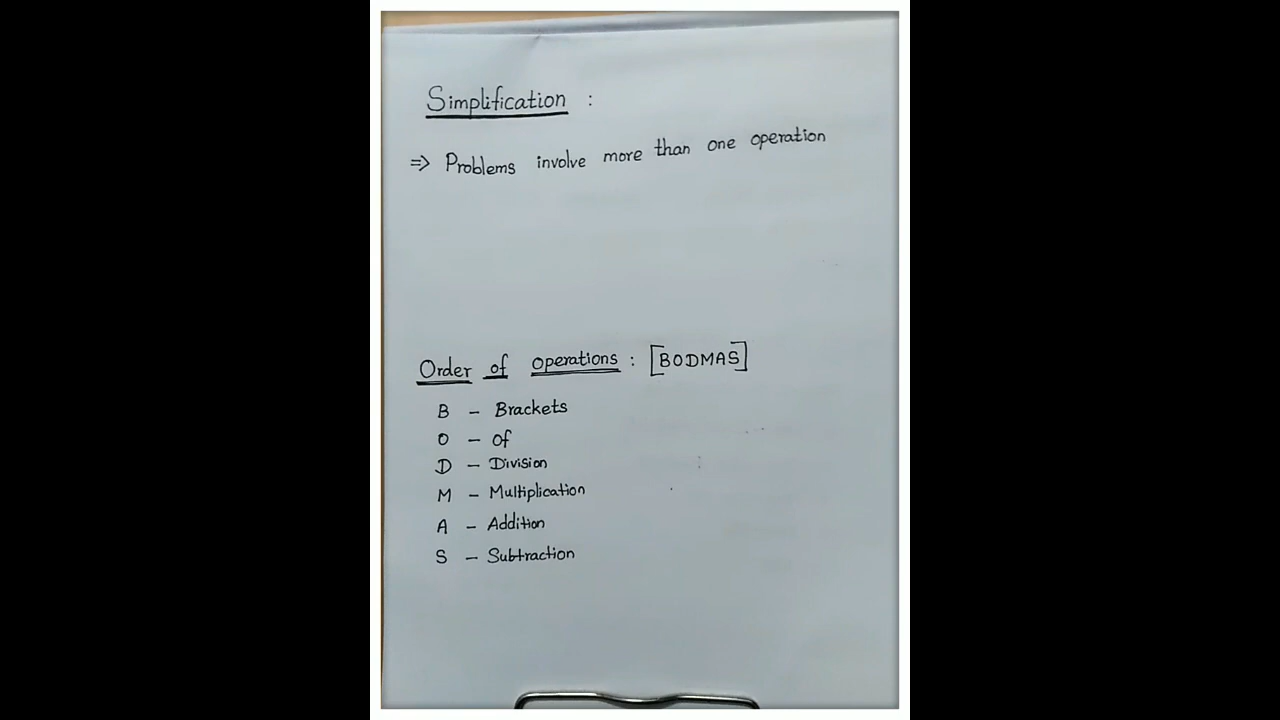 Simplification :
⇒ Problems involve more than one operation
Order of operations : [BODMAS]
B - Brackets
O - Of
D - Division
M - Multiplication
A - Addition
S - Subtraction